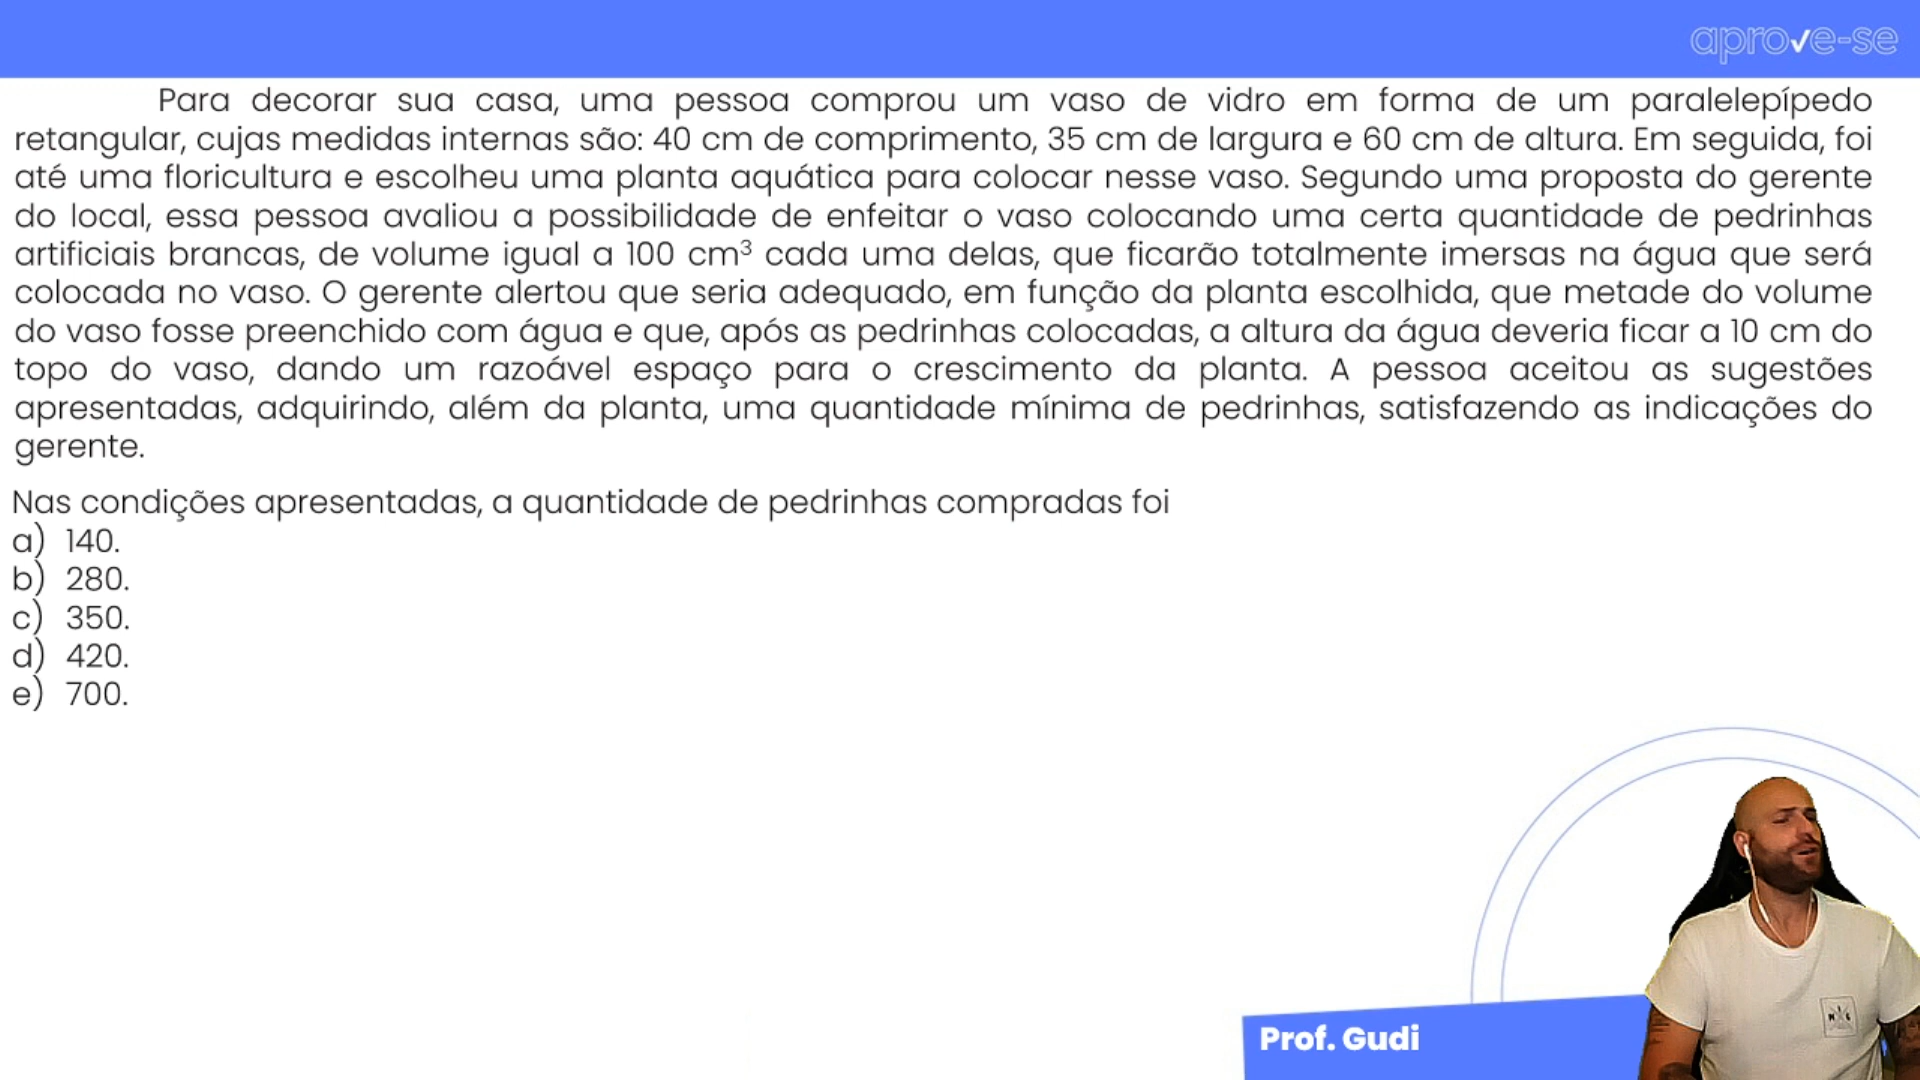 aprove-se
Para decorar sua casa, uma pessoa comprou um vaso de vidro em forma de um paralelepípedo
retangular, cujas medidas internas são: 40 cm de comprimento, 35 cm de largura e 60 cm de altura. Em seguida, foi
até uma floricultura e escolheu uma planta aquática para colocar nesse vaso. Segundo uma proposta do gerente
do local, essa pessoa avaliou a possibilidade de enfeitar o vaso colocando uma certa quantidade de pedrinhas
artificiais brancas, de volume igual a 100 cm³ cada uma delas, que ficarão totalmente imersas na água que será
colocada no vaso. O gerente alertou que seria adequado, em função da planta escolhida, que metade do volume
do vaso fosse preenchido com água e que, após as pedrinhas colocadas, a altura da água deveria ficar a 10 cm do
topo do vaso, dando um razoável espaço para o crescimento da planta. A pessoa aceitou as sugestões
apresentadas, adquirindo, além da planta, uma quantidade mínima de pedrinhas, satisfazendo as indicações do
gerente.
Nas condições apresentadas, a quantidade de pedrinhas compradas foi
a) 140.
b) 280.
c) 350.
d) 420.
e) 700.
Prof. Gudi